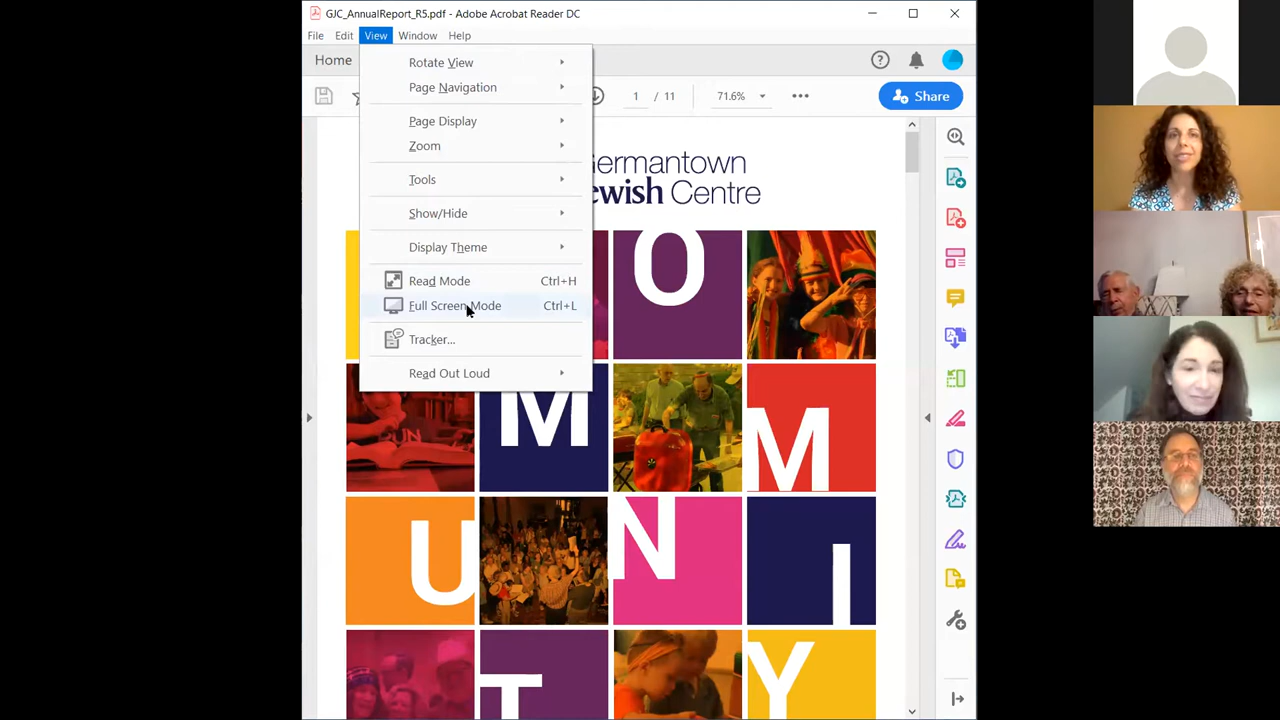 GJC_AnnualReport_R5.pdf - Adobe Acrobat Reader DC
File Edit View Window Help
Home
1 / 11 71.6% Share
Rotate View
Page Navigation
Page Display
Zoom
Tools
Show/Hide
Display Theme
Read Mode Ctrl+H
Full Screen Mode Ctrl+L
Tracker...
Read Out Loud
ermantown
ewish Centre
O
M M
U N I
T Y